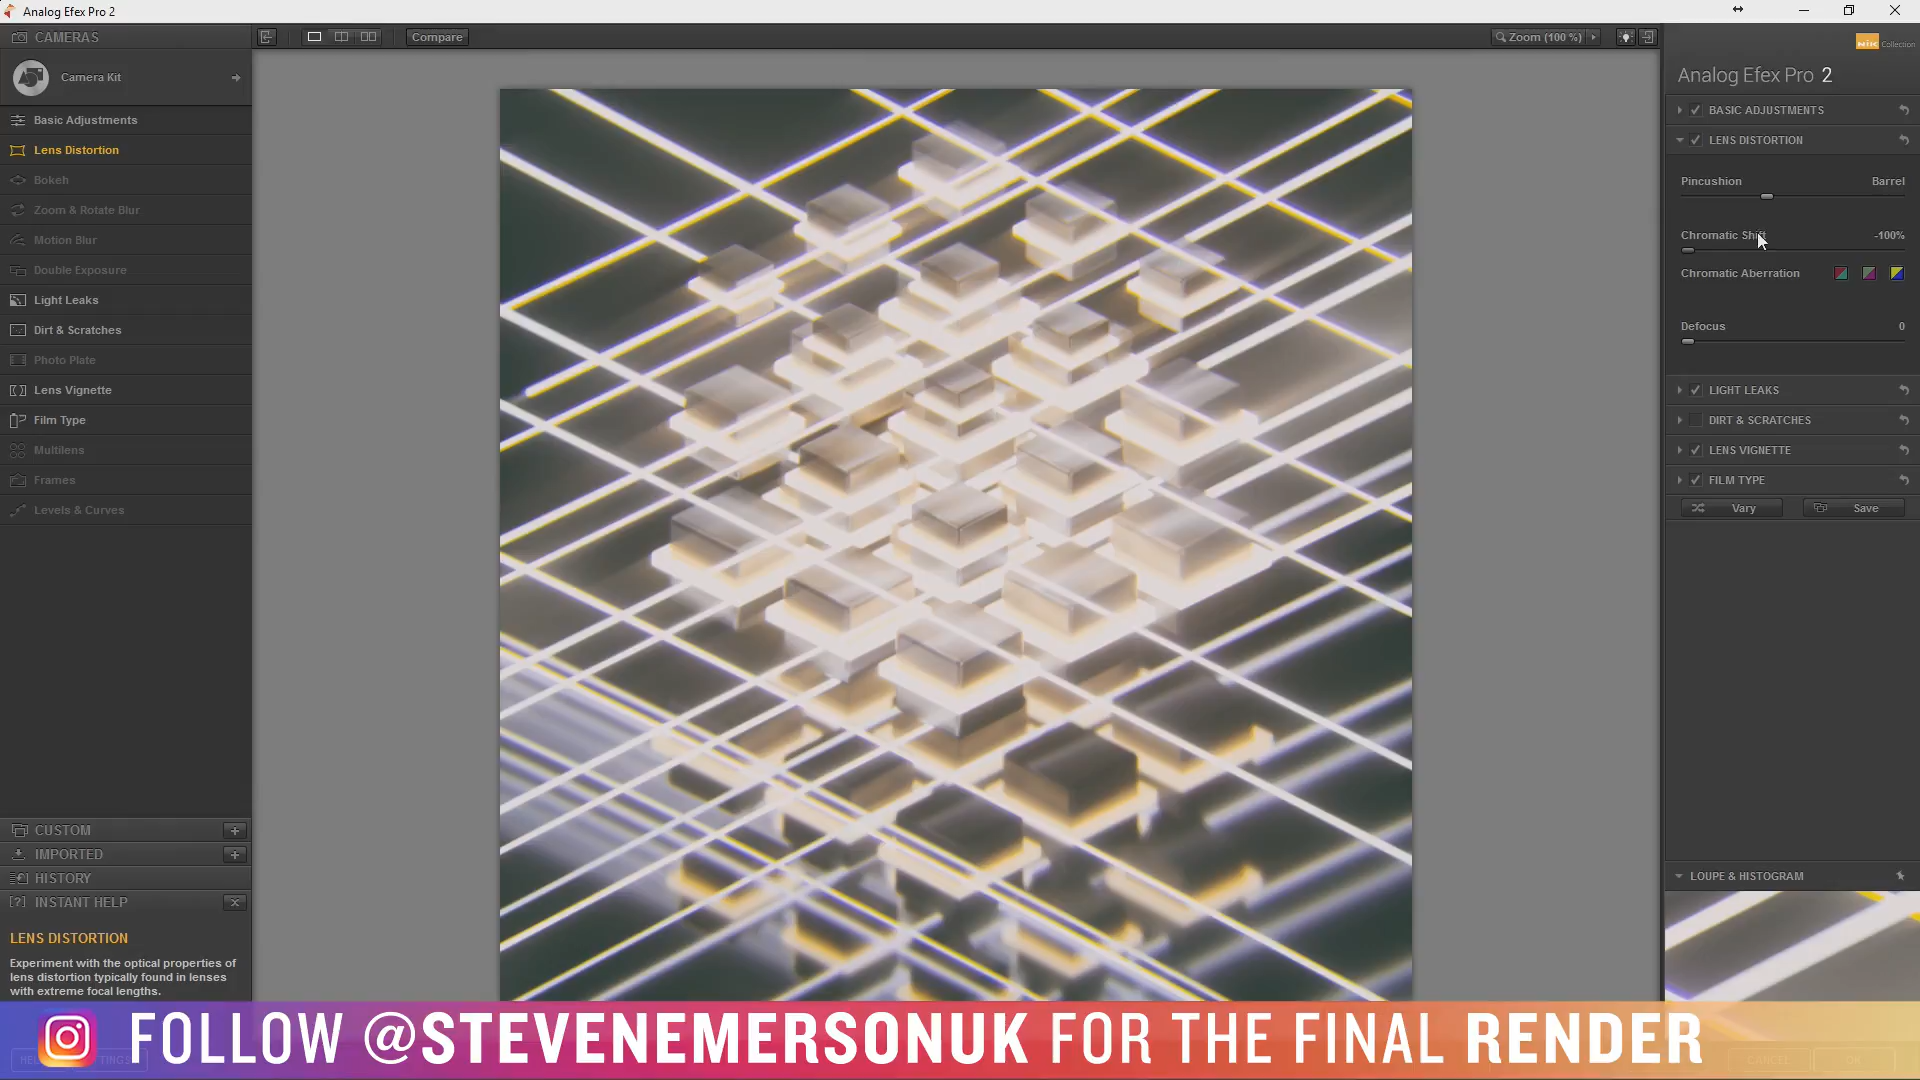 Analog Efex Pro 2
CAMERAS
Camera Kit
Basic Adjustments
Lens Distortion
Bokeh
Zoom & Rotate Blur
Motion Blur
Double Exposure
Light Leaks
Dirt & Scratches
Photo Plate
Lens Vignette
Film Type
Multilens
Frames
Levels & Curves
CUSTOM
IMPORTED
HISTORY
[?] INSTANT HELP
LENS DISTORTION
Experiment with the optical properties of
lens distortion typically found in lenses
with extreme focal lengths.
Compare
Zoom (100 %)
Nik Collection
Analog Efex Pro 2
BASIC ADJUSTMENTS
LENS DISTORTION
Pincushion Barrel
Chromatic Shift -100%
Chromatic Aberration
Defocus 0
LIGHT LEAKS
DIRT & SCRATCHES
LENS VIGNETTE
FILM TYPE
Vary Save
LOUPE & HISTOGRAM
FOLLOW @STEVENEMERSONUK FOR THE FINAL RENDER
CANCEL OK